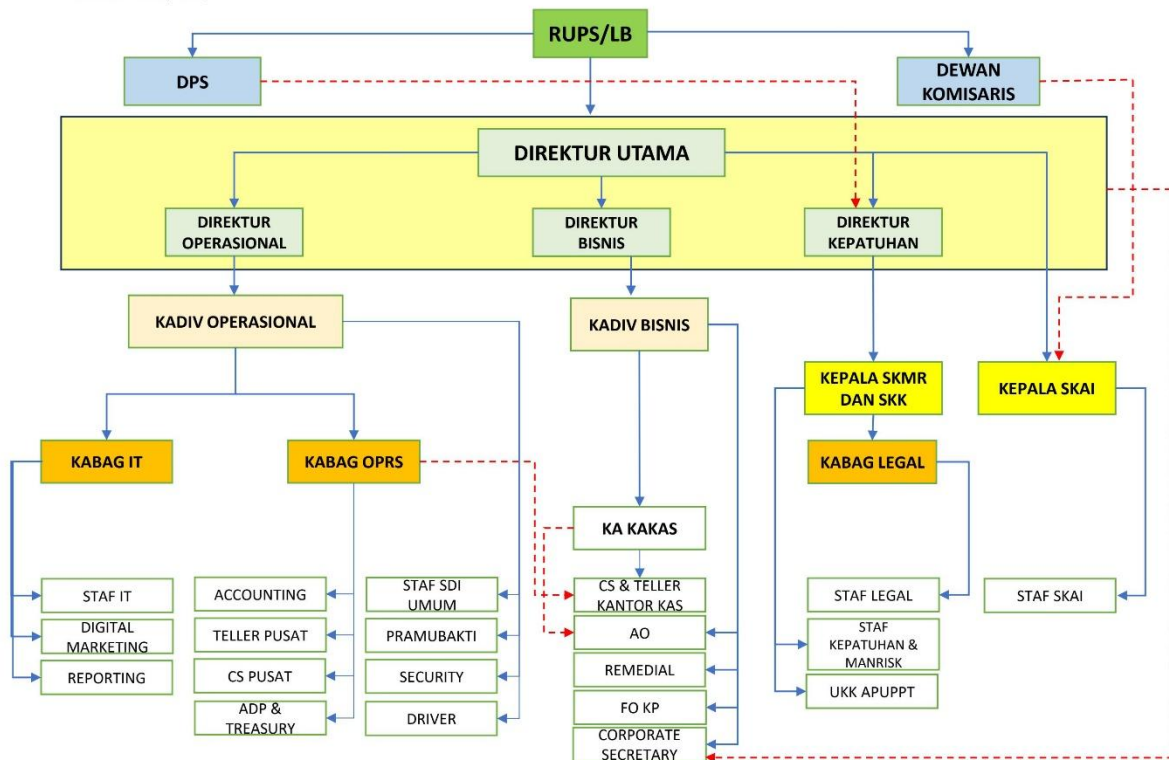 RUPS/LB
DPS
DEWAN
KOMISARIS
DIREKTUR UTAMA
DIREKTUR
OPERASIONAL
DIREKTUR
BISNIS
DIREKTUR
KEPATUHAN
KADIV OPERASIONAL
KADIV BISNIS
KEPALA SKMR
DAN SKK
KEPALA SKAI
KABAG IT
KABAG OPRS
KABAG LEGAL
KA KAKAS
STAF IT
DIGITAL
MARKETING
REPORTING
ACCOUNTING
TELLER PUSAT
CS PUSAT
ADP &
TREASURY
STAF SDI
UMUM
PRAMUBAKTI
SECURITY
DRIVER
CS & TELLER
KANTOR KAS
AO
REMEDIAL
FO KP
CORPORATE
SECRETARY
STAF LEGAL
STAF
KEPATUHAN &
MANRISK
UKK APUPPT
STAF SKAI